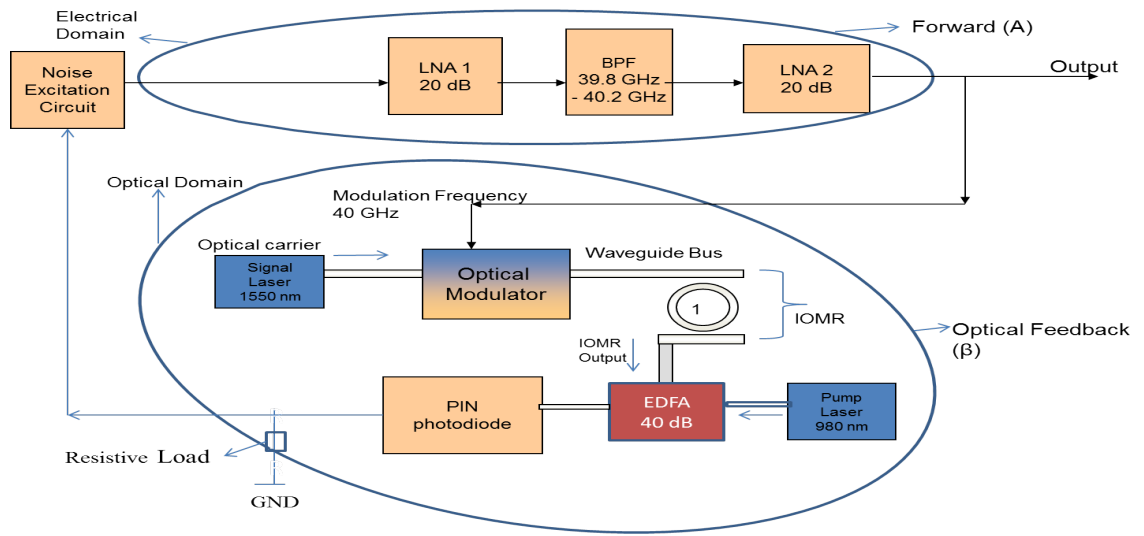 Electrical
Domain
Forward (A)
Noise
Excitation
Circuit
LNA 1
20 dB
BPF
39.8 GHz
- 40.2 GHz
LNA 2
20 dB
Output
Optical Domain
Modulation Frequency
40 GHz
Optical carrier
Signal
Laser
1550 nm
Optical
Modulator
Waveguide Bus
1
IOMR
IOMR
Output
Optical Feedback
(β)
PIN
photodiode
EDFA
40 dB
Pump
Laser
980 nm
Resistive Load
GND